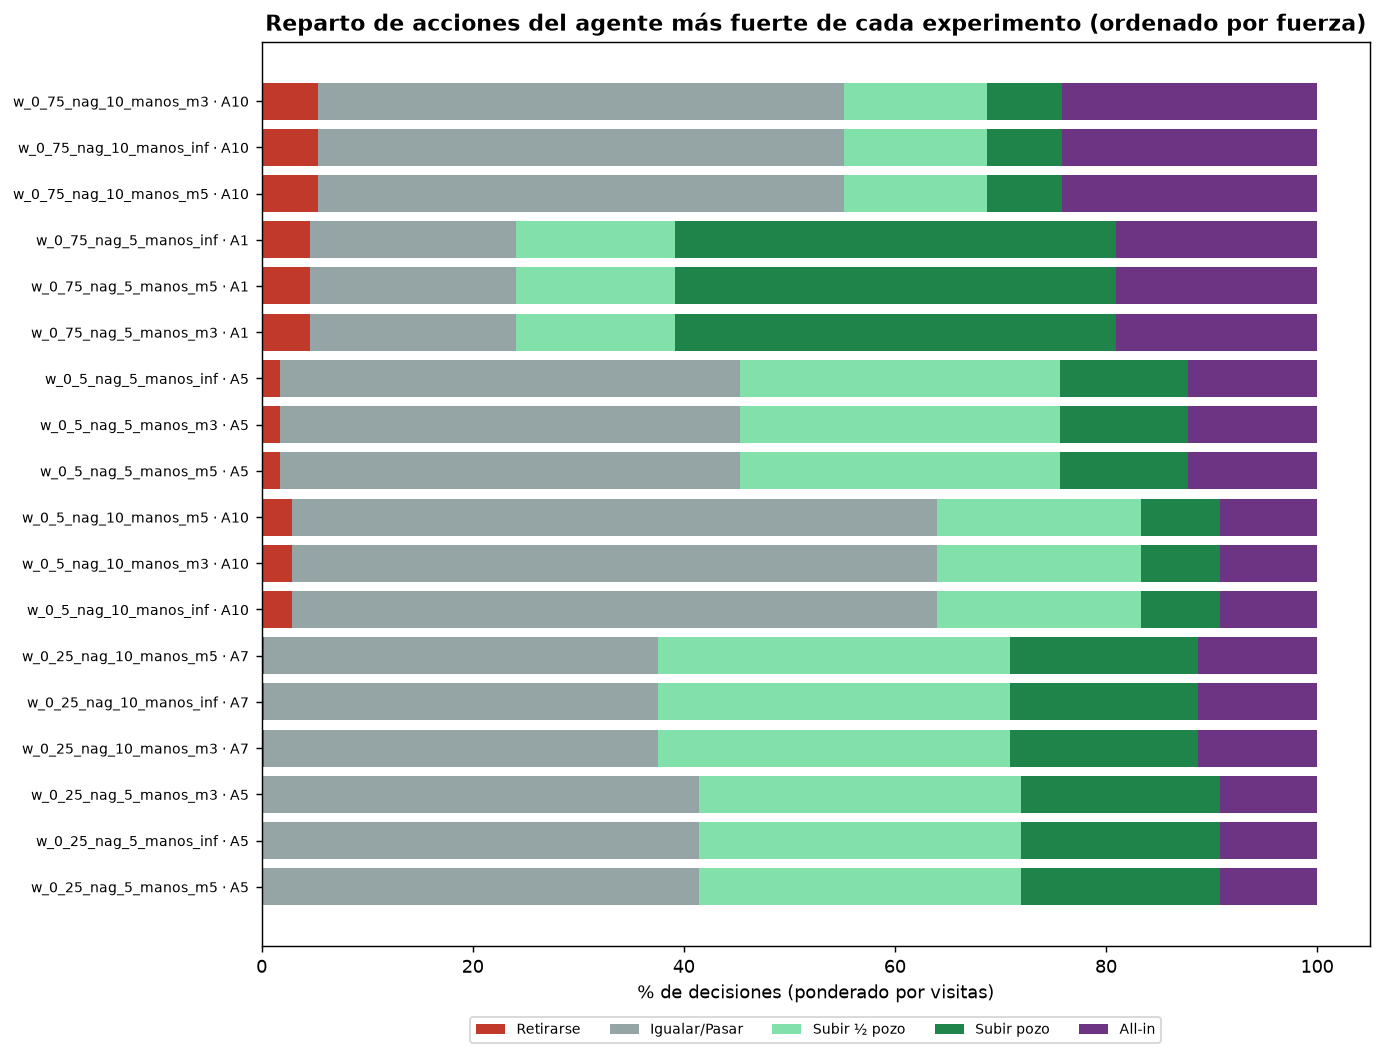 Reparto de acciones del agente más fuerte de cada experimento (ordenado por fuerza)
w_0_75_nag_10_manos_m3 · A10
w_0_75_nag_10_manos_inf · A10
w_0_75_nag_10_manos_m5 · A10
w_0_75_nag_5_manos_inf · A1
w_0_75_nag_5_manos_m5 · A1
w_0_75_nag_5_manos_m3 · A1
w_0_5_nag_5_manos_inf · A5
w_0_5_nag_5_manos_m3 · A5
w_0_5_nag_5_manos_m5 · A5
w_0_5_nag_10_manos_m5 · A10
w_0_5_nag_10_manos_m3 · A10
w_0_5_nag_10_manos_inf · A10
w_0_25_nag_10_manos_m5 · A7
w_0_25_nag_10_manos_inf · A7
w_0_25_nag_10_manos_m3 · A7
w_0_25_nag_5_manos_m3 · A5
w_0_25_nag_5_manos_inf · A5
w_0_25_nag_5_manos_m5 · A5
0 20 40 60 80 100
% de decisiones (ponderado por visitas)
Retirarse Igualar/Pasar Subir ½ pozo Subir pozo All-in